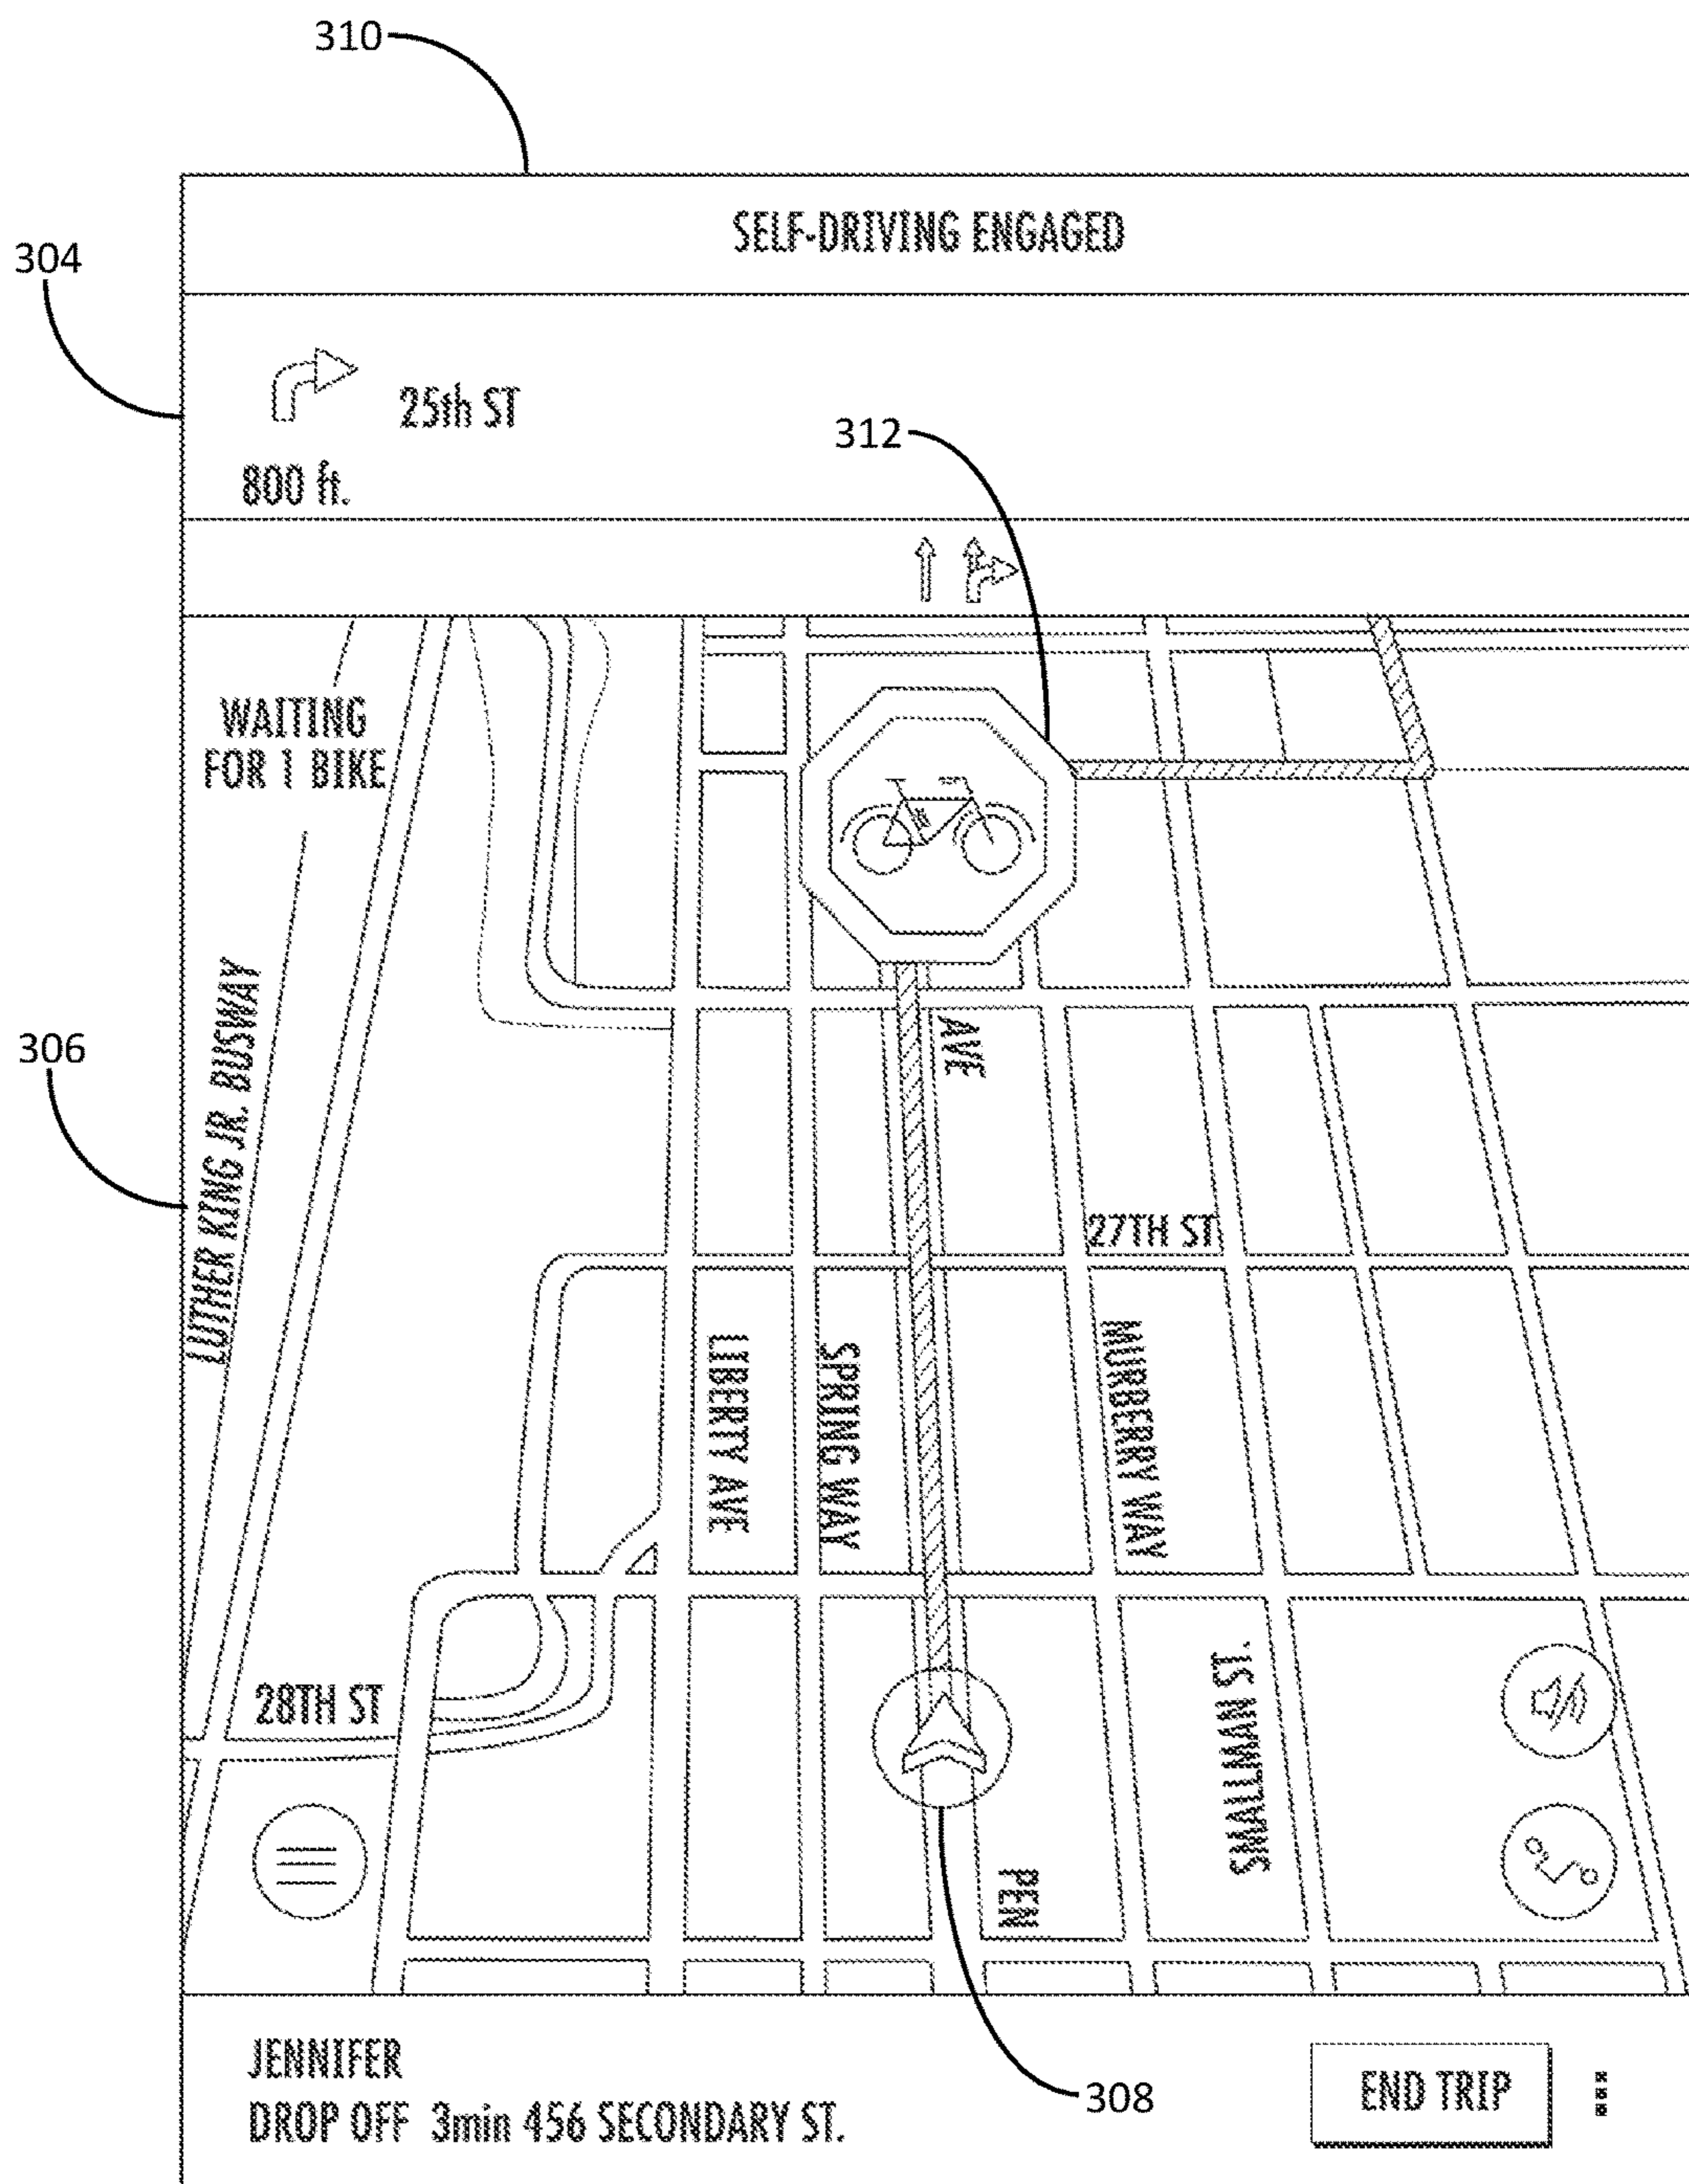 310
SELF-DRIVING ENGAGED
304
25th ST
312
800 ft.
WAITING
FOR 1 BIKE
AVE
306
LUTHER KING JR. BUSWAY
27TH ST
LIBERTY AVE
SPRING WAY
MURBERRY WAY
28TH ST
SMALLMAN ST.
PEN
JENNIFER
308
END TRIP
DROP OFF 3min 456 SECONDARY ST.